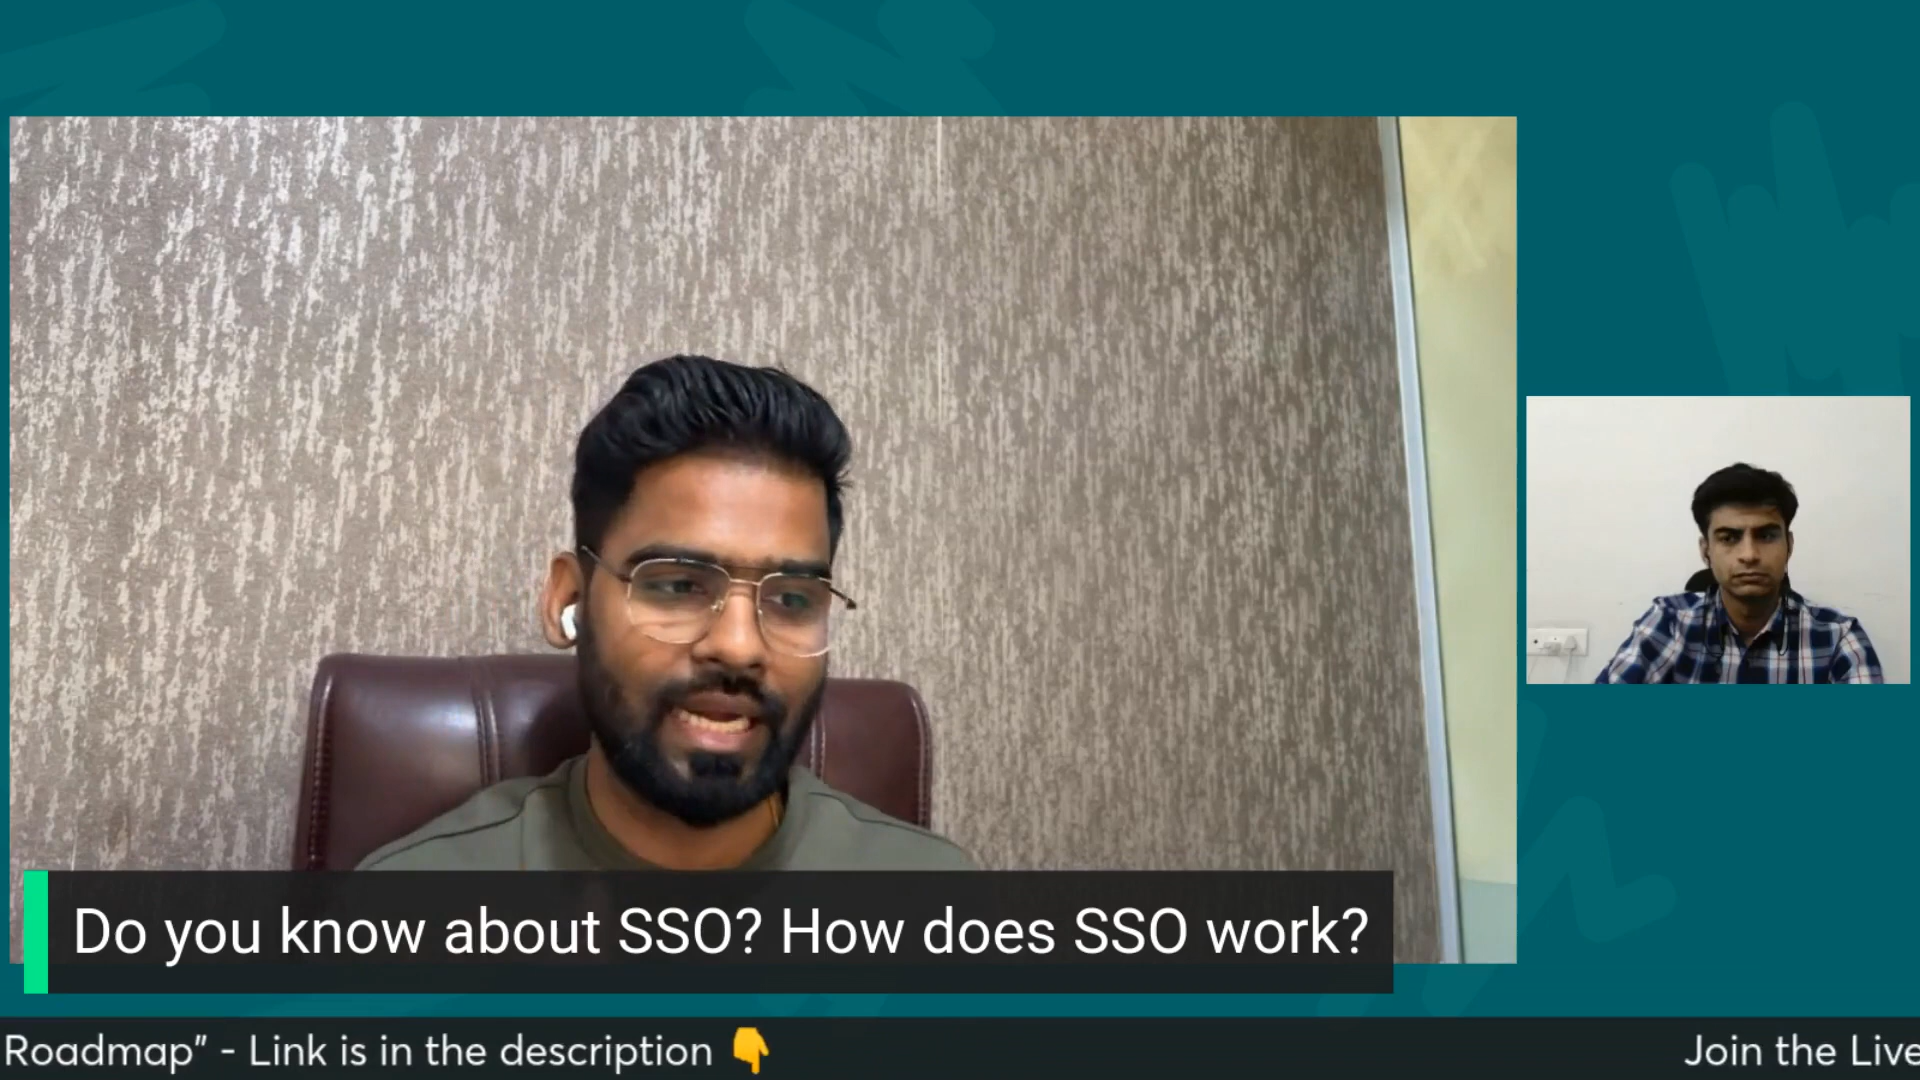 Do you know about SSO? How does SSO work?
Roadmap” - Link is in the description 👇 Join the Live